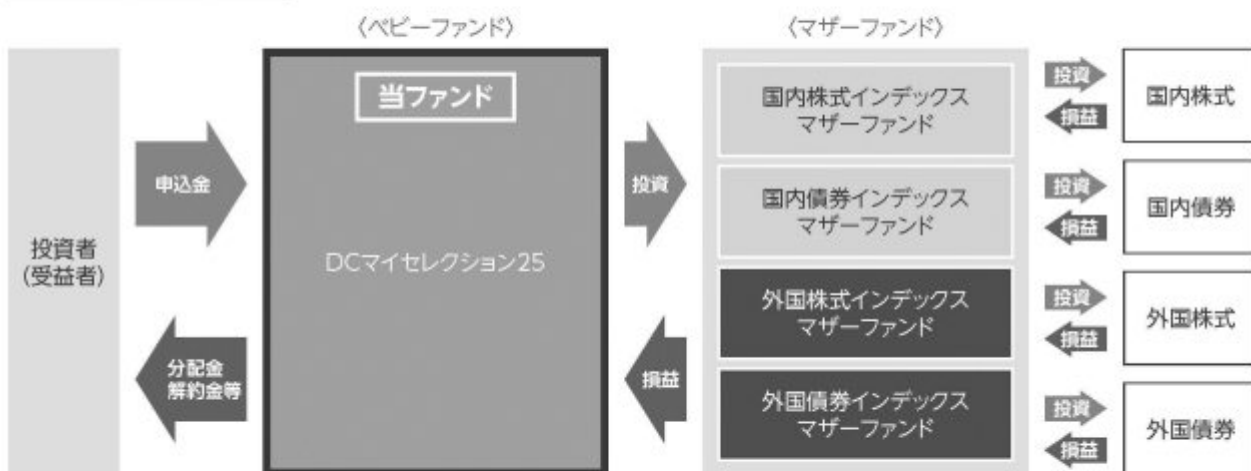 〈ベビーファンド〉
〈マザーファンド〉
投資者
(受益者)
申込金
分配金
解約金等
当ファンド
DCマイセレクション25
投資
損益
国内株式インデックス
マザーファンド
国内債券インデックス
マザーファンド
外国株式インデックス
マザーファンド
外国債券インデックス
マザーファンド
投資
損益
国内株式
投資
損益
国内債券
投資
損益
外国株式
投資
損益
外国債券